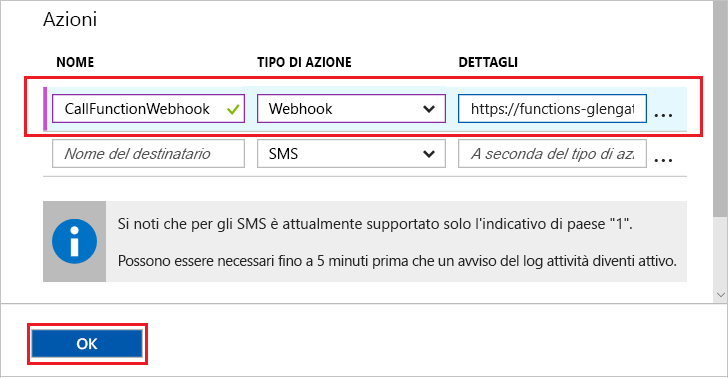 Azioni
NOME TIPO DI AZIONE DETTAGLI
CallFunctionWebhook Webhook https://functions-glengat ...
Nome del destinatario SMS A seconda del tipo di azi ...
Si noti che per gli SMS è attualmente supportato solo l'indicativo di paese "1".
Possono essere necessari fino a 5 minuti prima che un avviso del log attività diventi attivo.
OK